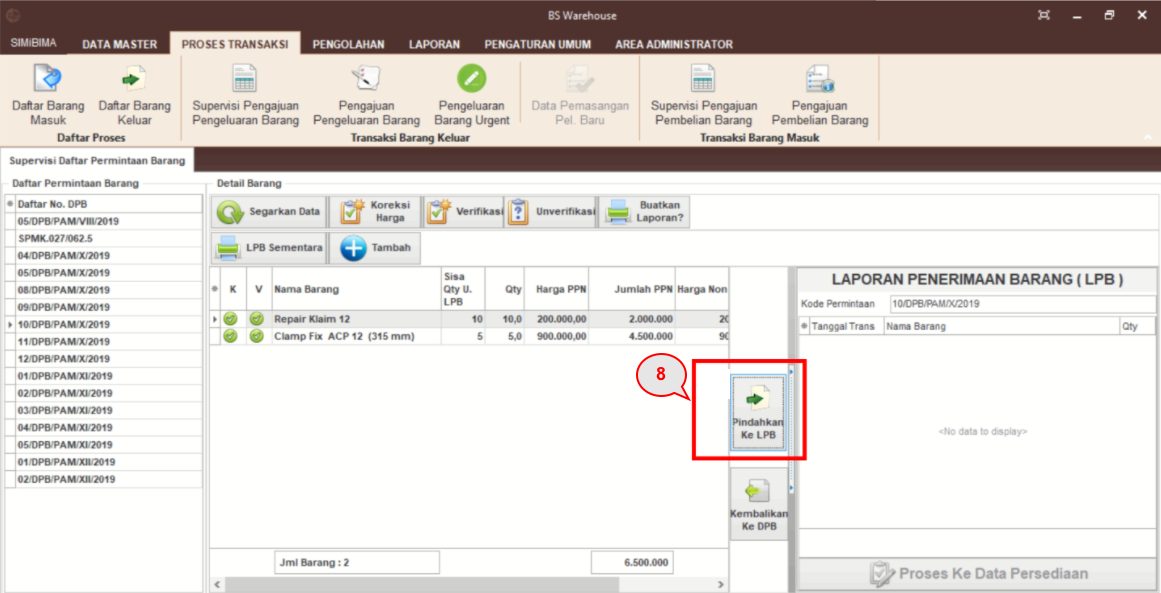 BS Warehouse
SIMiBIMA DATA MASTER PROSES TRANSAKSI PENGOLAHAN LAPORAN PENGATURAN UMUM AREA ADMINISTRATOR
Daftar Barang Masuk
Daftar Barang Keluar
Daftar Proses
Supervisi Pengajuan Pengeluaran Barang
Pengajuan Pengeluaran Barang
Pengeluaran Barang Urgent
Data Pemasangan Pel. Baru
Transaksi Barang Keluar
Supervisi Pengajuan Pembelian Barang
Pengajuan Pembelian Barang
Transaksi Barang Masuk
Supervisi Daftar Permintaan Barang
Daftar Permintaan Barang
Daftar No. DPB
05/DPB/PAM/VIII/2019
SPMK.027/062.5
04/DPB/PAM/X/2019
05/DPB/PAM/X/2019
08/DPB/PAM/X/2019
09/DPB/PAM/X/2019
10/DPB/PAM/X/2019
11/DPB/PAM/X/2019
12/DPB/PAM/X/2019
01/DPB/PAM/XI/2019
02/DPB/PAM/XI/2019
03/DPB/PAM/XI/2019
04/DPB/PAM/XI/2019
05/DPB/PAM/XI/2019
01/DPB/PAM/XII/2019
02/DPB/PAM/XII/2019
Detail Barang
Segarkan Data
Koreksi Harga
Verifikasi
Unverifikasi
Buatkan Laporan?
LPB Sementara
Tambah
K V Nama Barang Sisa Qty U. LPB Qty Harga PPN Jumlah PPN Harga Non
Repair Klaim 12 10 10,0 200.000,00 2.000.000 20
Clamp Fix ACP 12 (315 mm) 5 5,0 900.000,00 4.500.000 90
Jml Barang : 2 6.500.000
8
Pindahkan Ke LPB
Kembalikan Ke DPB
LAPORAN PENERIMAAN BARANG ( LPB )
Kode Permintaan 10/DPB/PAM/X/2019
Tanggal Trans Nama Barang Qty
<No data to display>
Proses Ke Data Persediaan